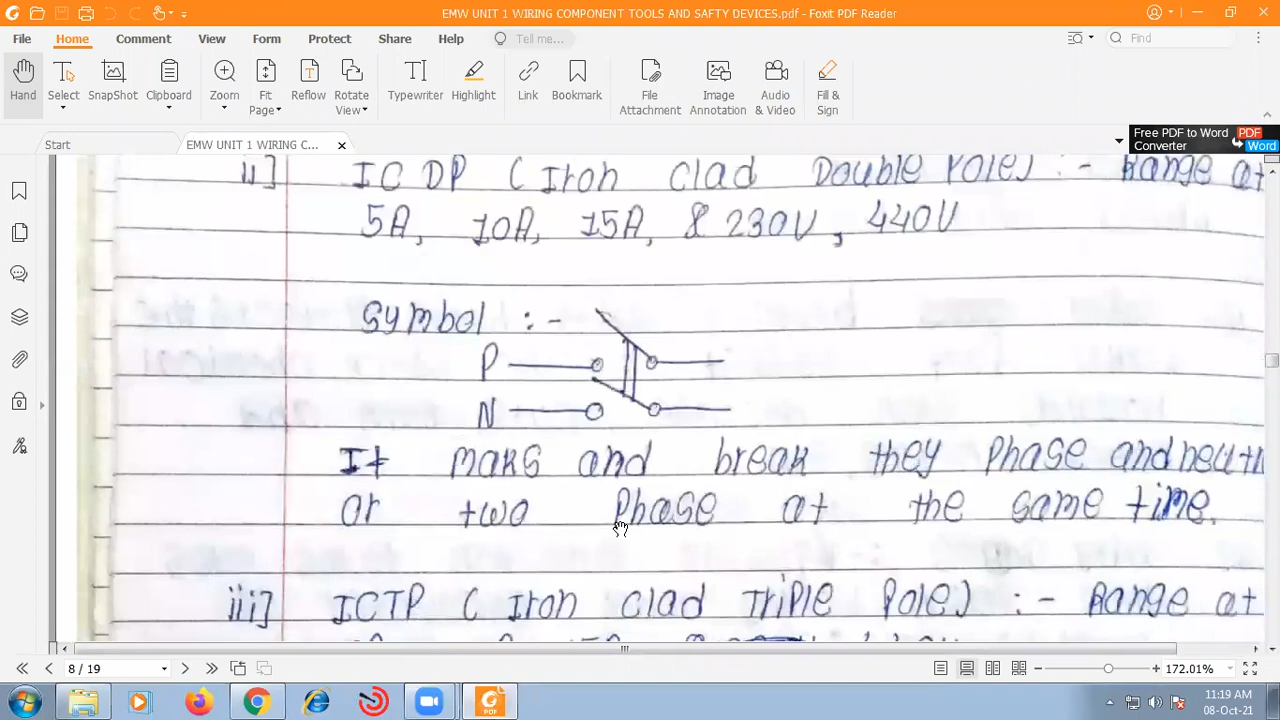 EMW UNIT 1 WIRING COMPONENT TOOLS AND SAFTY DEVICES.pdf - Foxit PDF Reader
File Home Comment View Form Protect Share Help Tell me... Find
Hand Select SnapShot Clipboard Zoom Fit Page Reflow Rotate View Typewriter Highlight Link Bookmark File Attachment Image Annotation Audio & Video Fill & Sign
Start EMW UNIT 1 WIRING C... Free PDF to Word Converter PDF Word
ii] ICDP ( Iron clad Double Pole) :- Range at
5A, 10A, 15A, & 230V, 440V
Symbol :-
P
N
It maks and break they Phase and neut
or two Phase at the same time.
iii] ICTP ( Iron clad Triple Pole) :- Range at
8 / 19 172.01%
11:19 AM
08-Oct-21